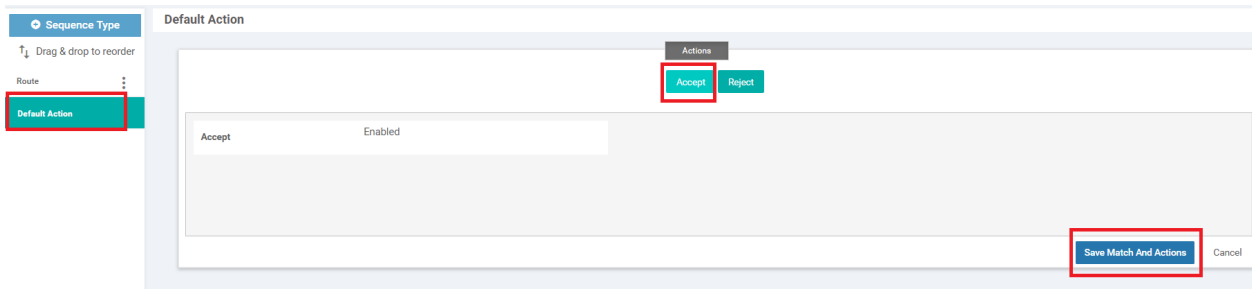 Sequence Type
Drag & drop to reorder
Route
Default Action
Default Action
Actions
Accept Reject
Accept Enabled
Save Match And Actions Cancel